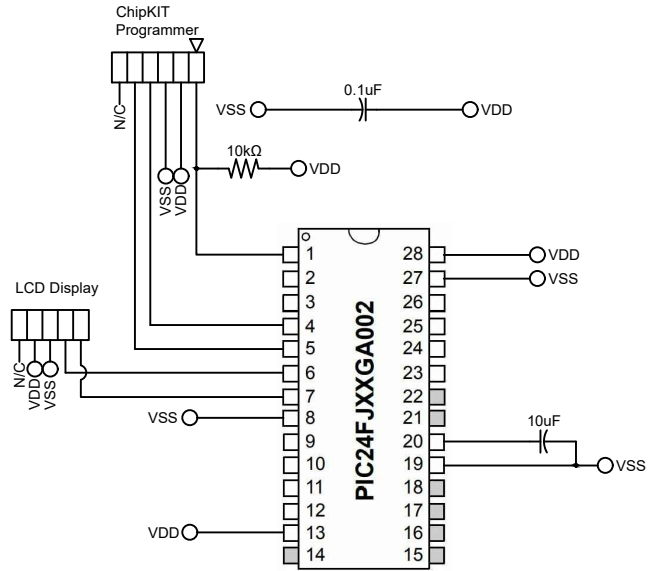 ChipKIT
Programmer
N/C
VSS
VDD
VSS
0.1uF
VDD
10kΩ
VDD
LCD Display
N/C
VDD
VSS
PIC24FJXXGA002
1
2
3
4
5
6
7
8
9
10
11
12
13
14
28
27
26
25
24
23
22
21
20
19
18
17
16
15
VDD
VSS
VSS
VDD
10uF
VSS